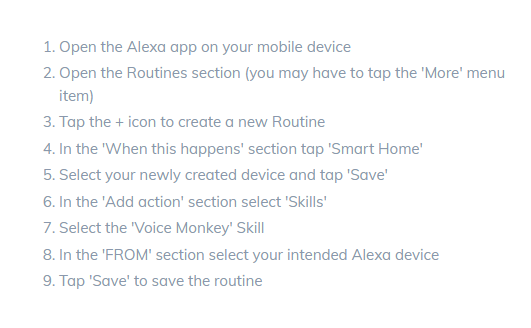 1. Open the Alexa app on your mobile device
2. Open the Routines section (you may have to tap the 'More' menu
item)
3. Tap the + icon to create a new Routine
4. In the 'When this happens' section tap 'Smart Home'
5. Select your newly created device and tap 'Save'
6. In the 'Add action' section select 'Skills'
7. Select the 'Voice Monkey' Skill
8. In the 'FROM' section select your intended Alexa device
9. Tap 'Save' to save the routine